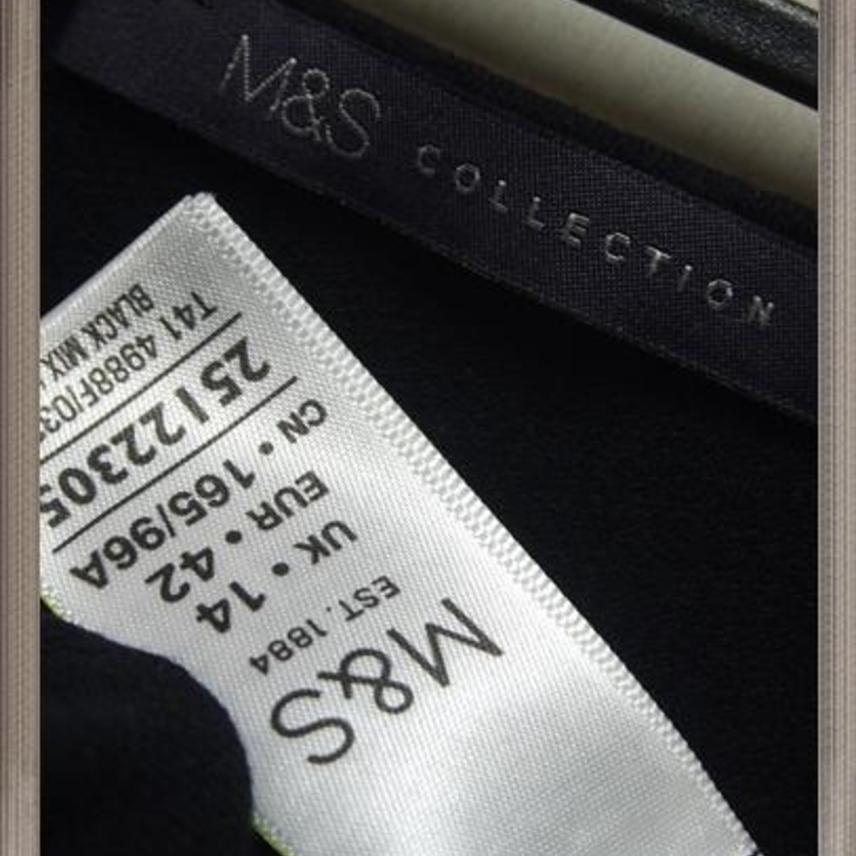 M&S COLLECTION
M&S
EST. 1884
UK • 14
EUR • 42
CN • 165/96A
25122305
T41 4988F/03
BLACK MIX